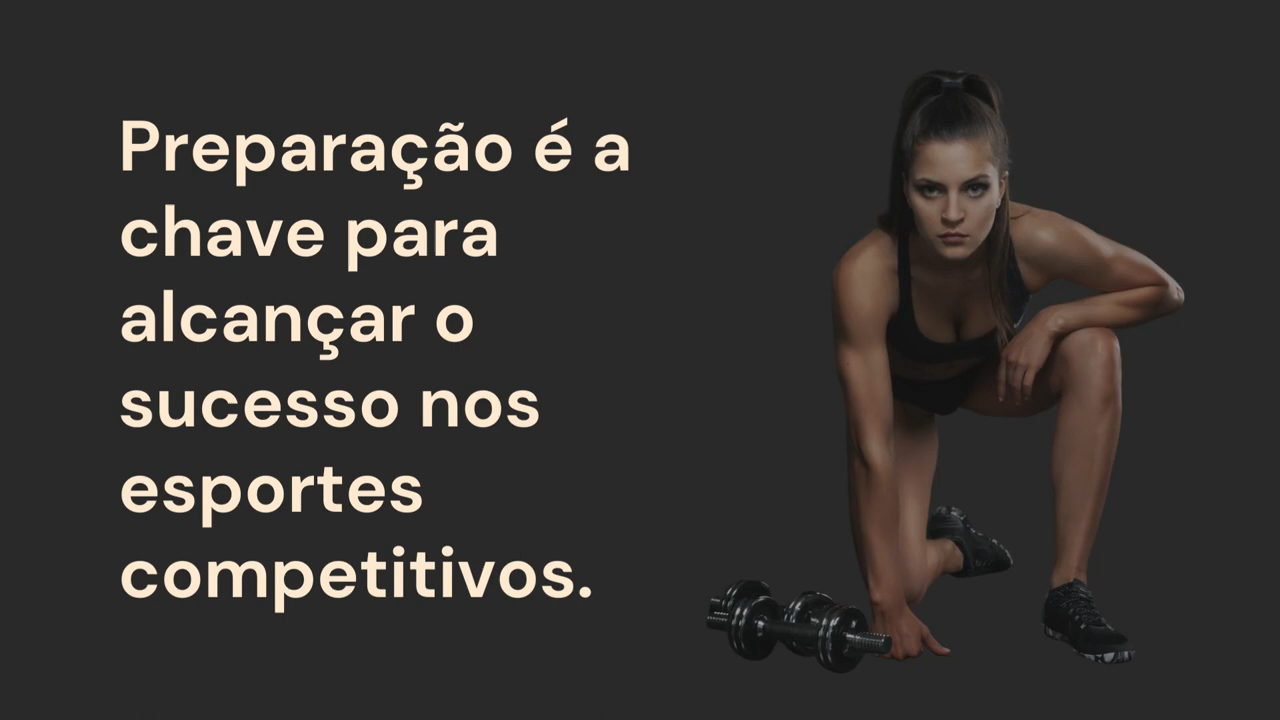 Preparação é a
chave para
alcançar o
sucesso nos
esportes
competitivos.